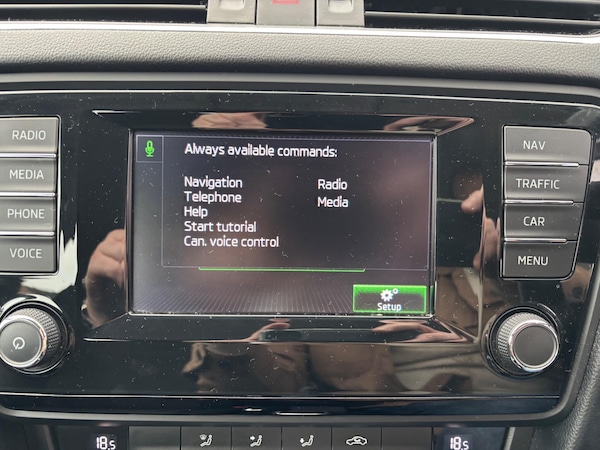 RADIO
MEDIA
PHONE
VOICE
Always available commands:
Navigation
Telephone
Help
Start tutorial
Can. voice control
Radio
Media
Setup
NAV
TRAFFIC
CAR
MENU
18.5
18.5